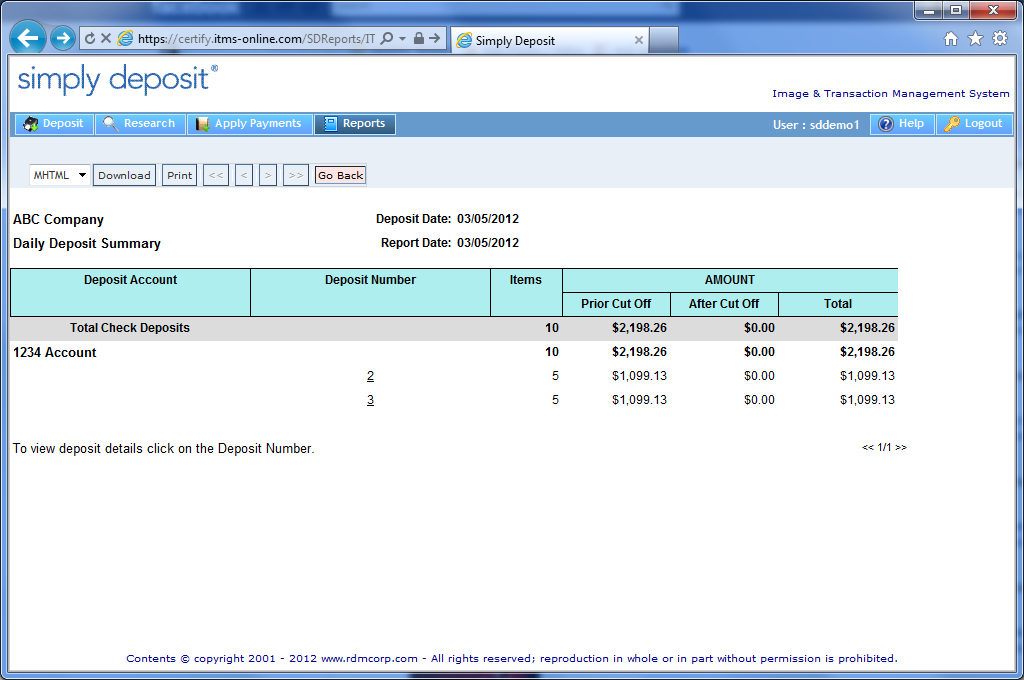 https://certify.itms-online.com/SDReports/IT
Simply Deposit
simply deposit®
Image & Transaction Management System
Deposit Research Apply Payments Reports User : sddemo1 Help Logout
MHTML Download Print << < > >> Go Back
ABC Company Deposit Date: 03/05/2012
Daily Deposit Summary Report Date: 03/05/2012
Deposit Account Deposit Number Items AMOUNT
Prior Cut Off After Cut Off Total
Total Check Deposits 10 $2,198.26 $0.00 $2,198.26
1234 Account 10 $2,198.26 $0.00 $2,198.26
2 5 $1,099.13 $0.00 $1,099.13
3 5 $1,099.13 $0.00 $1,099.13
To view deposit details click on the Deposit Number. << 1/1 >>
Contents © copyright 2001 - 2012 www.rdmcorp.com - All rights reserved; reproduction in whole or in part without permission is prohibited.